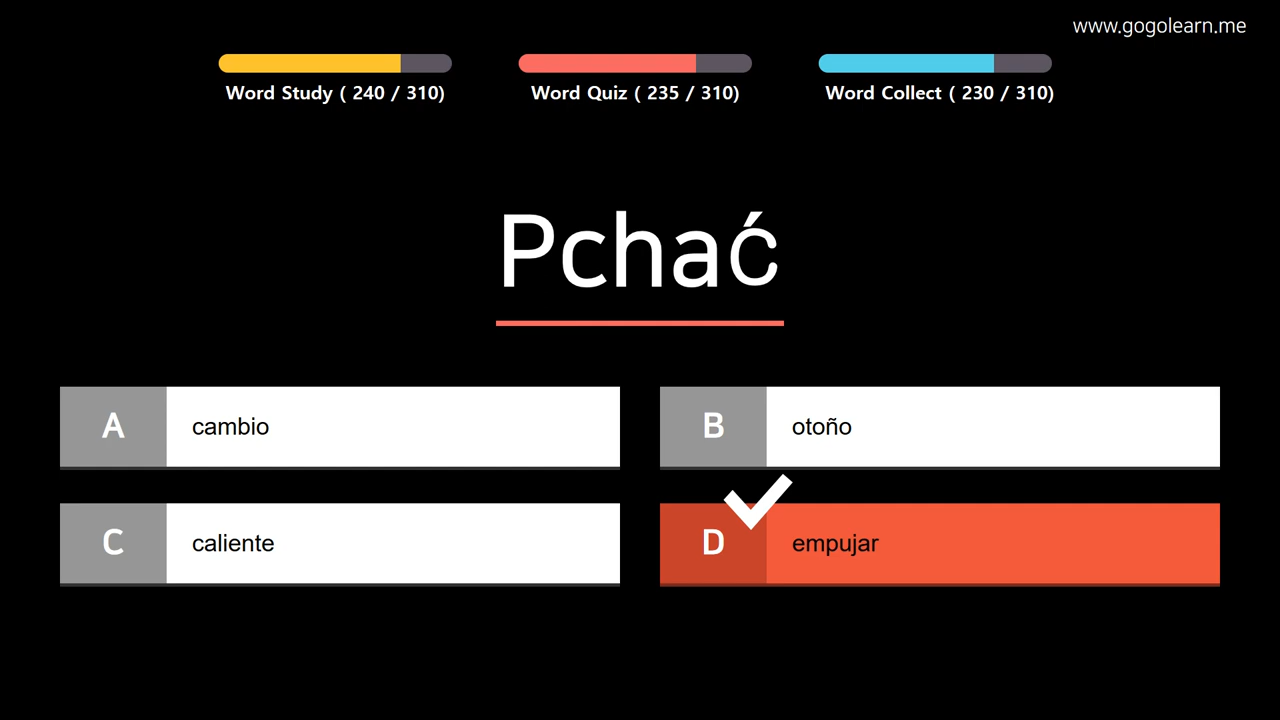 www.gogolearn.me
Word Study ( 240 / 310)
Word Quiz ( 235 / 310)
Word Collect ( 230 / 310)
Pchać
A cambio
B otoño
C caliente
D empujar